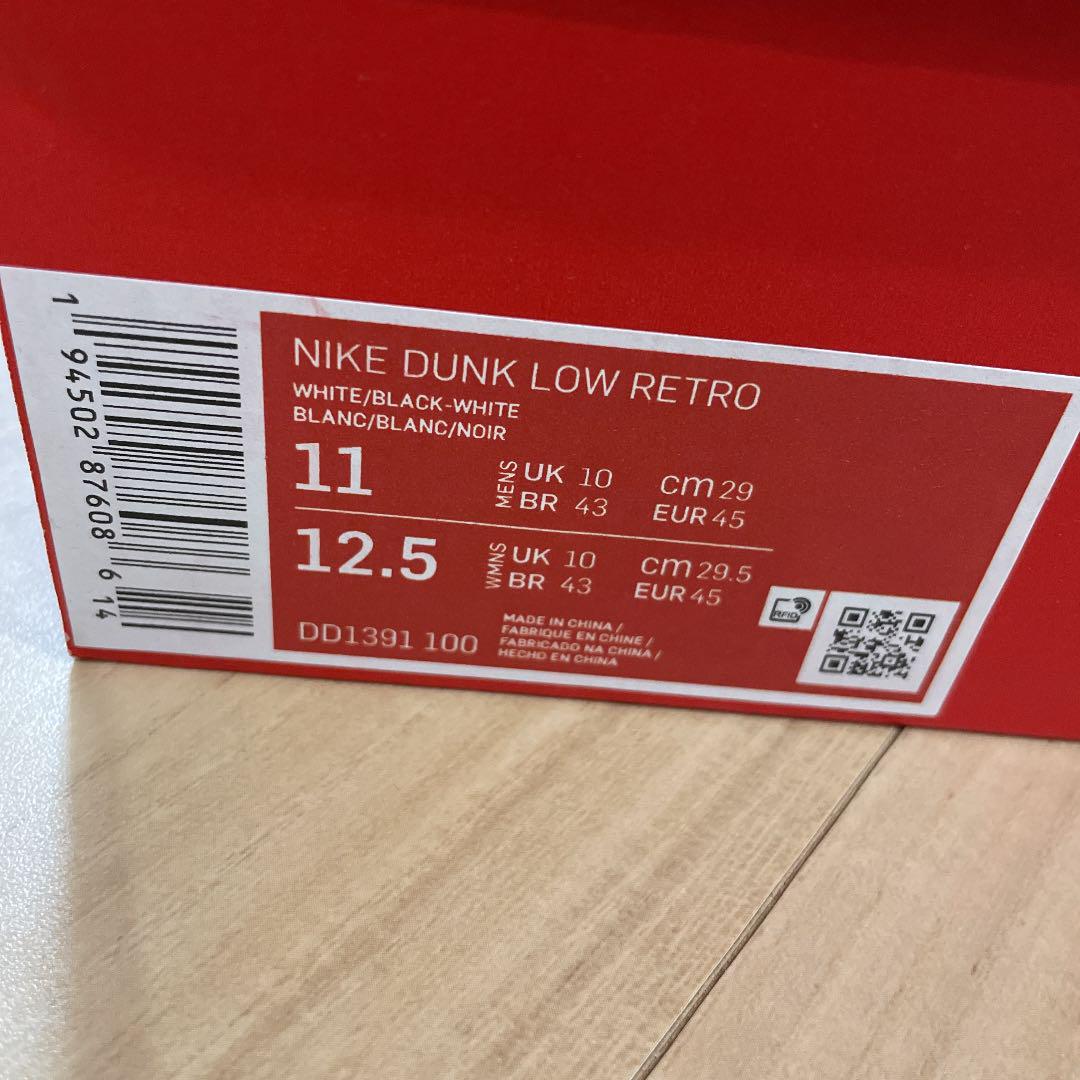 1 94502 87608 6 14
NIKE DUNK LOW RETRO
WHITE/BLACK-WHITE
BLANC/BLANC/NOIR
11
MENS
UK 10 cm 29
BR 43 EUR 45
12.5
WMNS
UK 10 cm 29.5
BR 43 EUR 45
DD1391 100
MADE IN CHINA /
FABRIQUE EN CHINE /
FABRICADO NA CHINA /
HECHO EN CHINA
RFID